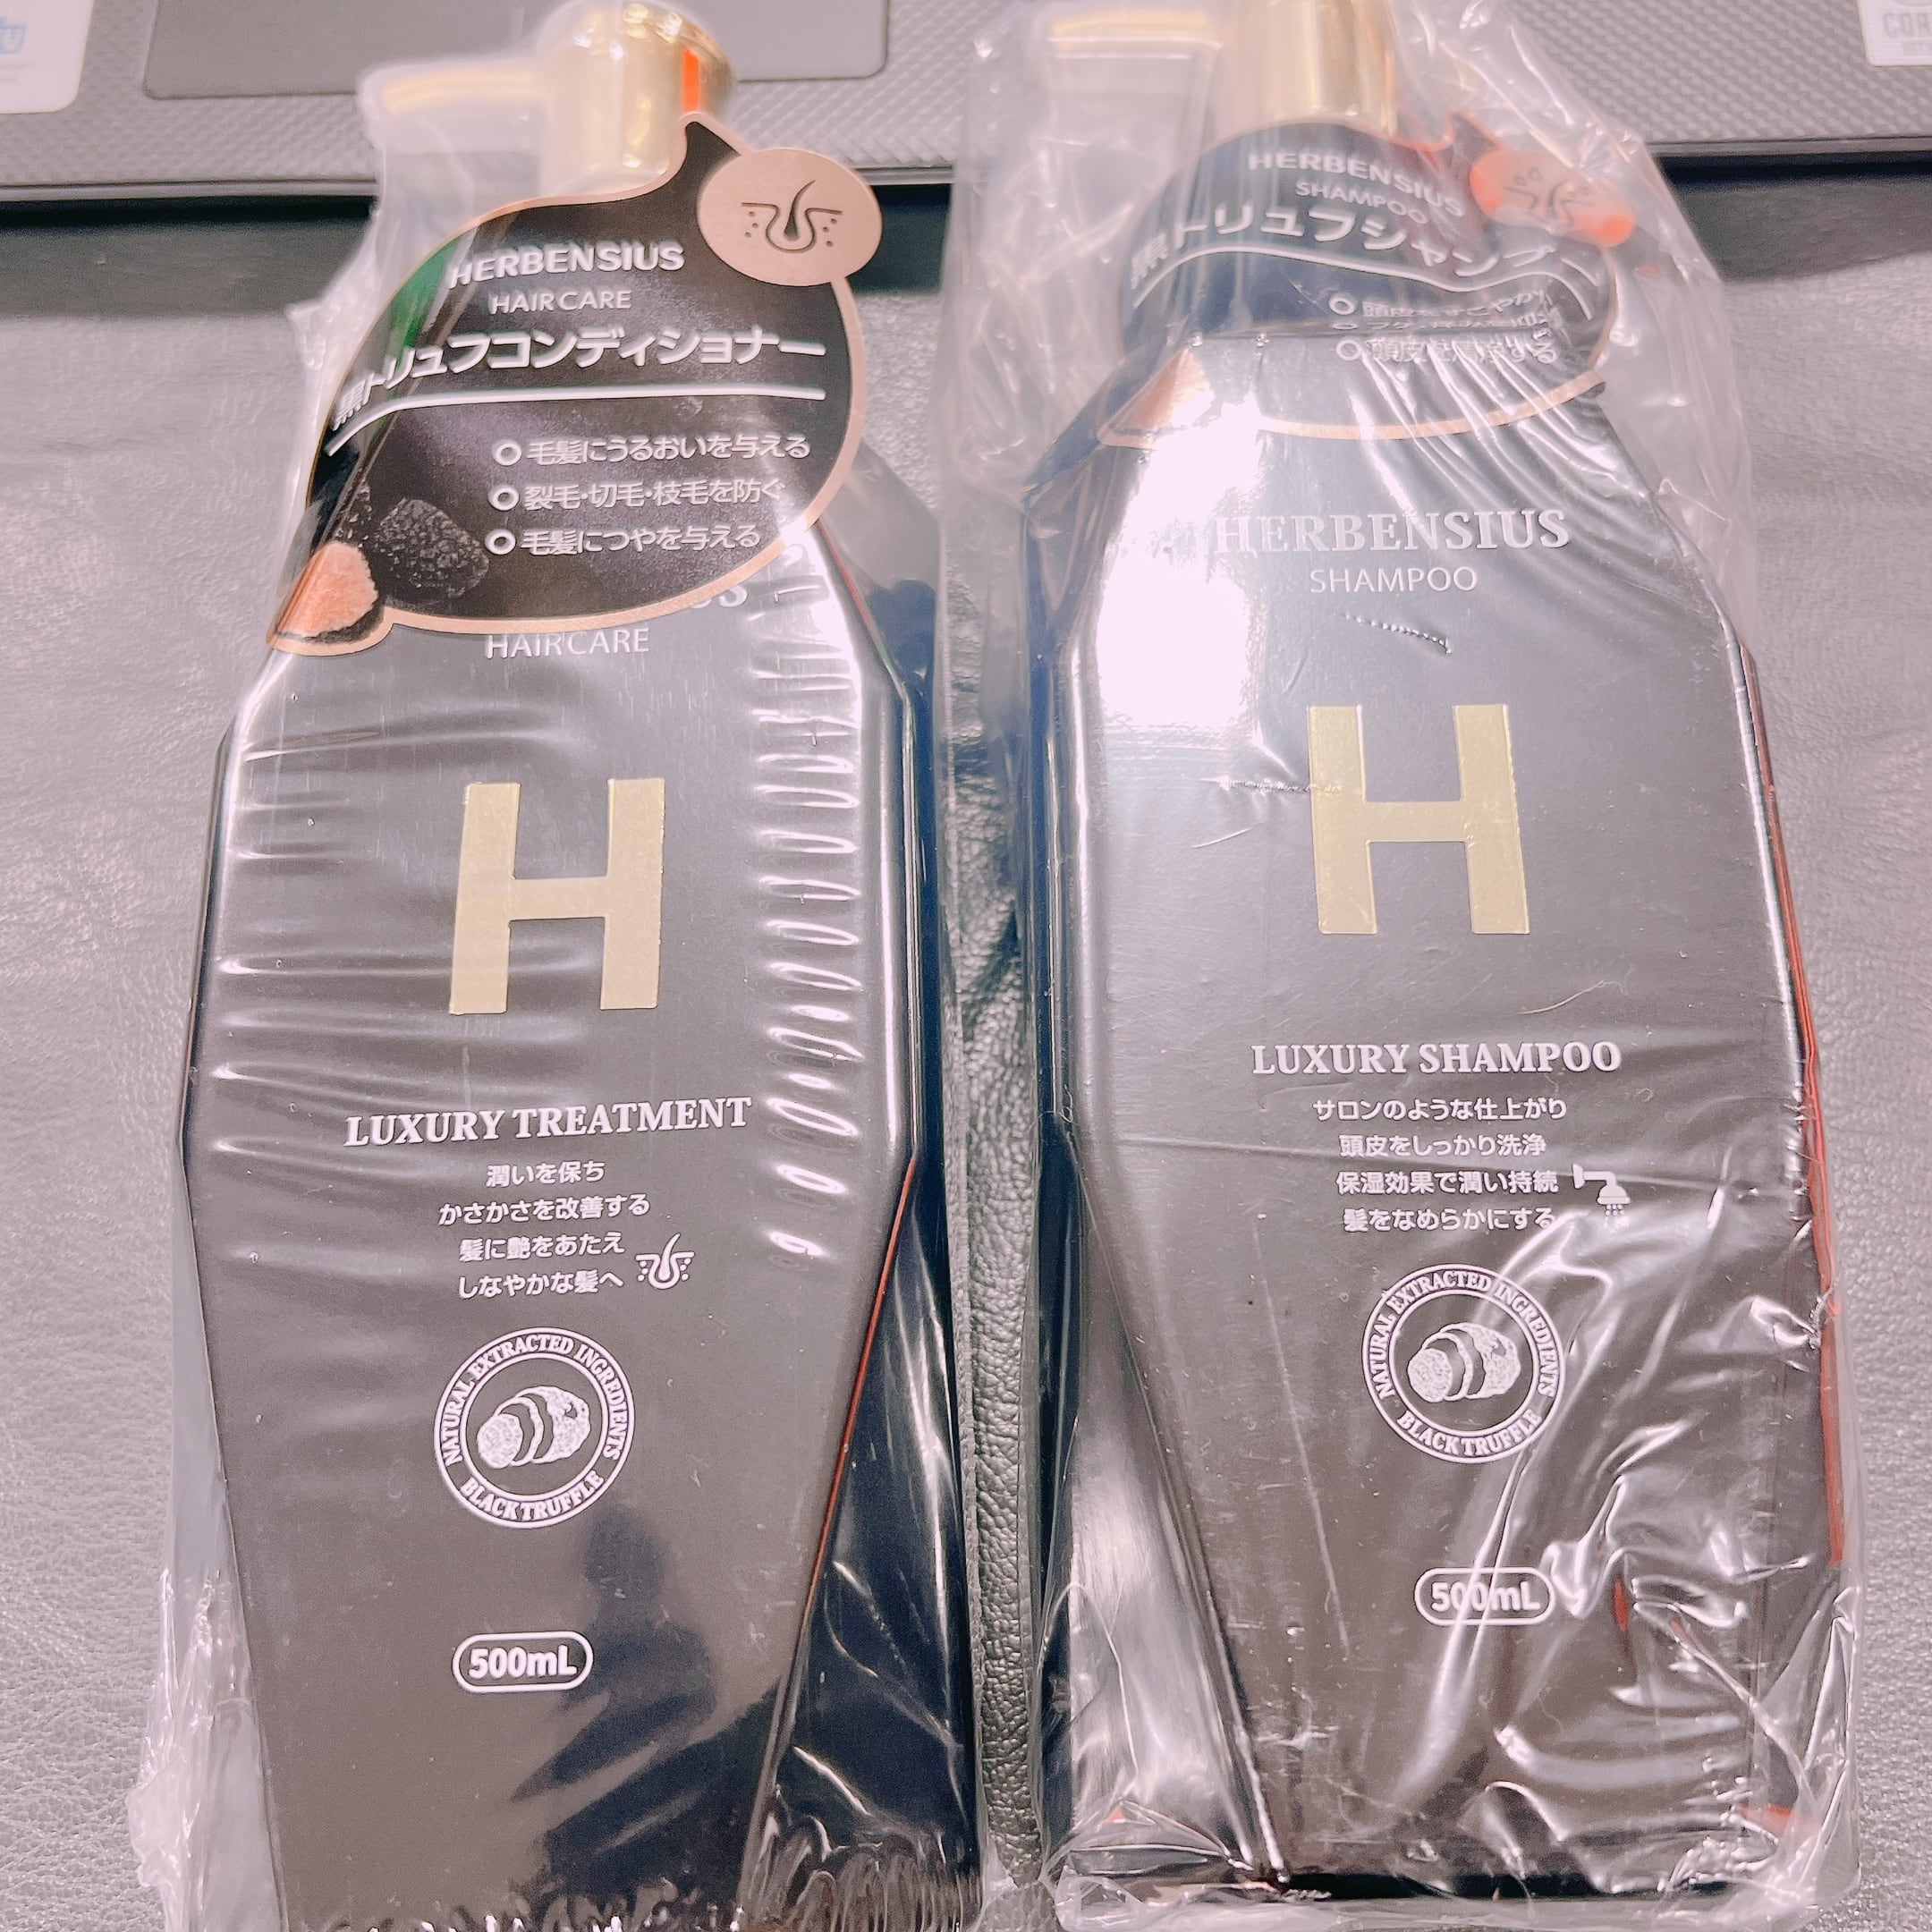 HERBENSIUS
HAIR CARE
黒トリュフコンディショナー
毛髪にうるおいを与える
裂毛・切毛・枝毛を防ぐ
毛髪につやを与える
HAIR CARE
H
LUXURY TREATMENT
潤いを保ち
かさかさを改善する
髪に艶をあたえ
しなやかな髪へ
NATURAL EXTRACTED INGREDIENTS
BLACK TRUFFLE
500mL
HERBENSIUS
SHAMPOO
黒トリュフシャンプー
HERBENSIUS
SHAMPOO
H
LUXURY SHAMPOO
サロンのような仕上がり
頭皮をしっかり洗浄
保湿効果で潤い持続
髪をなめらかにする
NATURAL EXTRACTED INGREDIENTS
BLACK TRUFFLE
500mL